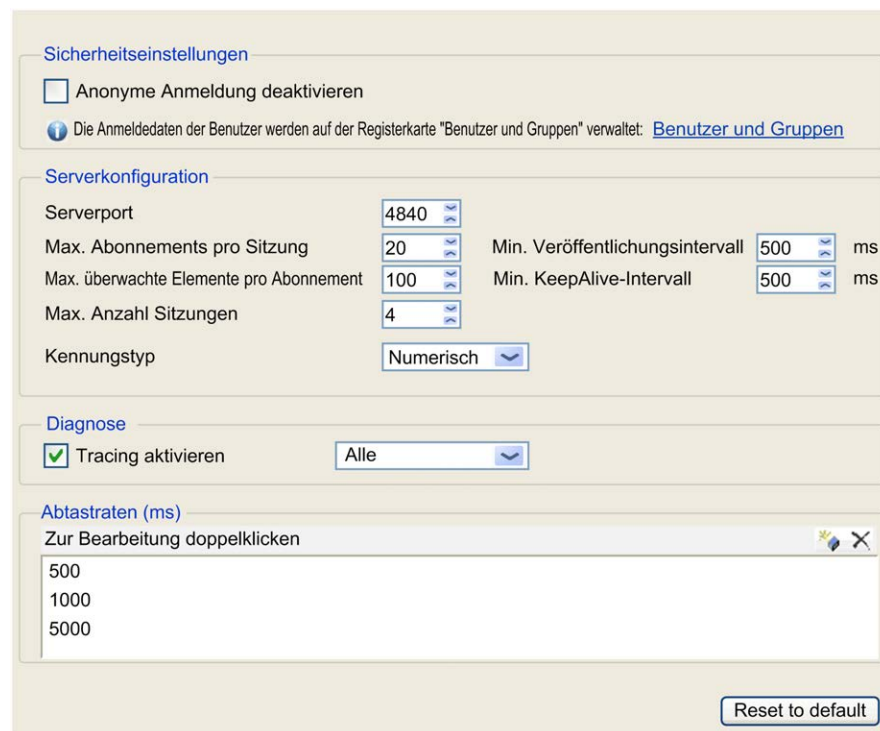 Sicherheitseinstellungen
Anonyme Anmeldung deaktivieren
Die Anmeldedaten der Benutzer werden auf der Registerkarte "Benutzer und Gruppen" verwaltet: Benutzer und Gruppen
Serverkonfiguration
Serverport 4840
Max. Abonnements pro Sitzung 20 Min. Veröffentlichungsintervall 500 ms
Max. überwachte Elemente pro Abonnement 100 Min. KeepAlive-Intervall 500 ms
Max. Anzahl Sitzungen 4
Kennungstyp Numerisch
Diagnose
Tracing aktivieren Alle
Abtastraten (ms)
Zur Bearbeitung doppelklicken
500
1000
5000
Reset to default